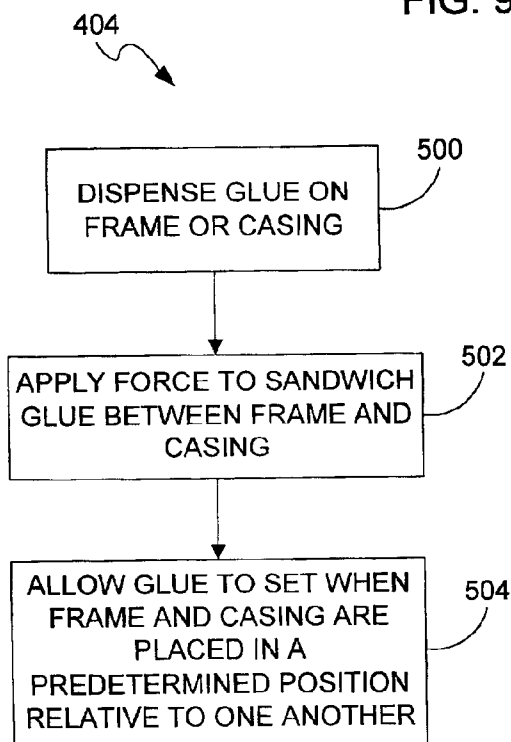 FIG. 9
404
500
DISPENSE GLUE ON
FRAME OR CASING
502
APPLY FORCE TO SANDWICH
GLUE BETWEEN FRAME AND
CASING
504
ALLOW GLUE TO SET WHEN
FRAME AND CASING ARE
PLACED IN A
PREDETERMINED POSITION
RELATIVE TO ONE ANOTHER